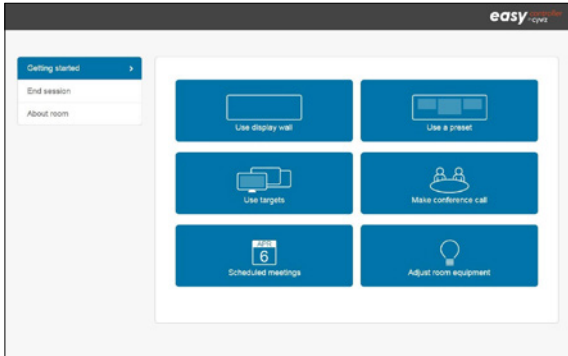 easy controller
-cyviz
Getting started
End session
About room
Use display wall
Use a preset
Use targets
Make conference call
APR
6
Scheduled meetings
Adjust room equipment